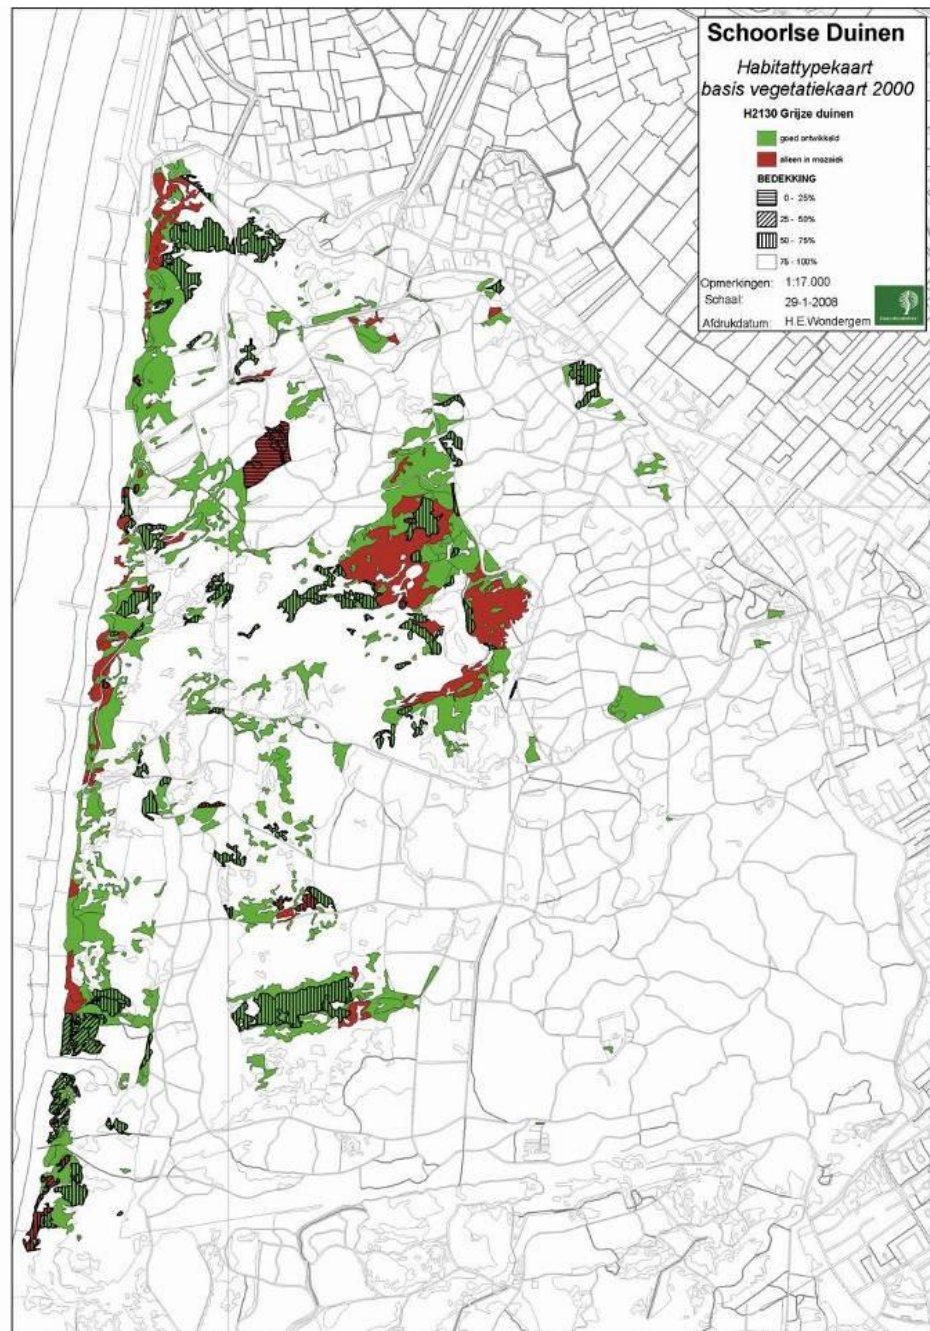 Schoorlse Duinen
Habitattypekaart
basis vegetatiekaart 2000
H2130 Grijze duinen
goed ontwikkeld
alleen in mozaiek
BEDEKKING
0 - 25%
25 - 50%
50 - 75%
75 - 100%
Opmerkingen: 1:17.000
Schaal: 29-1-2008
Afdrukdatum: H.E.Wondergem